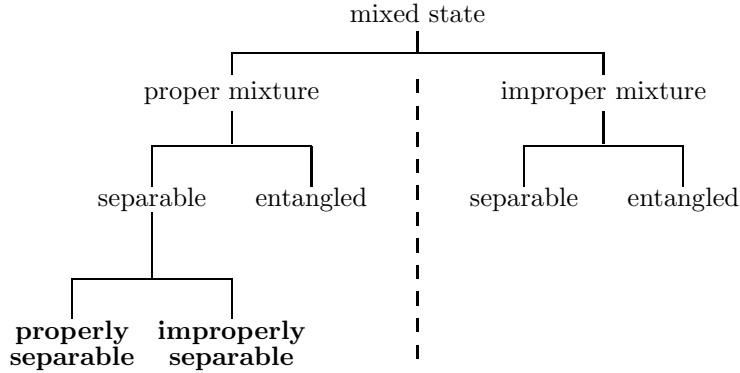 mixed state
proper mixture
improper mixture
separable
entangled
separable
entangled
properly
separable
improperly
separable